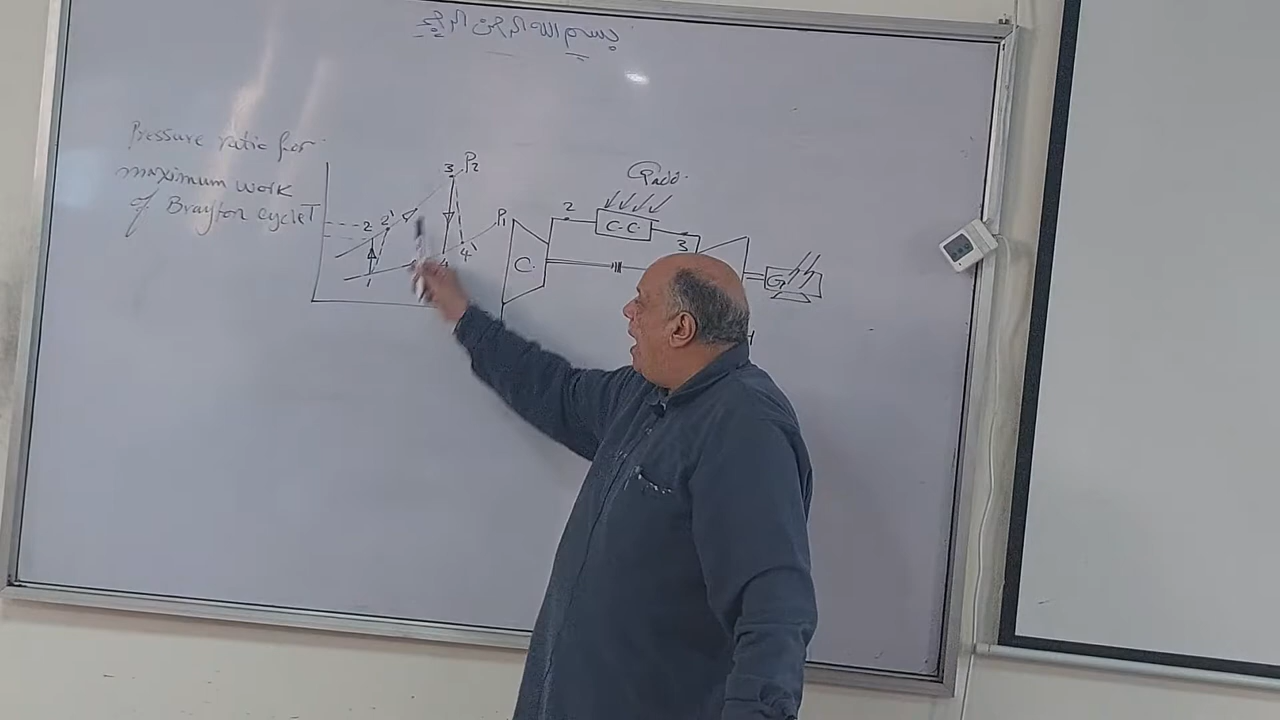 بسم الله الرحمن الرحيم
Pressure ratio for
maximum work
of Brayton cycle
T
3 P2
2 2'
P1
4 4'
1
C.
2
Qadd.
C.C.
3
G